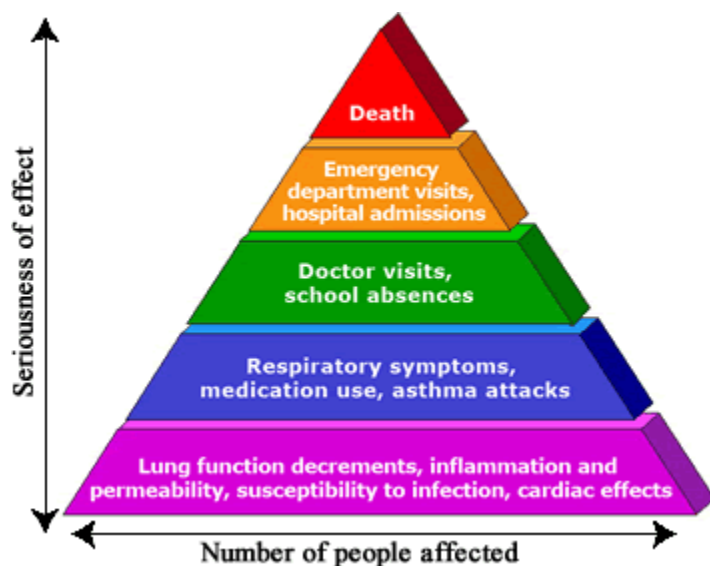 Seriousness of effect
Death
Emergency
department visits,
hospital admissions
Doctor visits,
school absences
Respiratory symptoms,
medication use, asthma attacks
Lung function decrements, inflammation and
permeability, susceptibility to infection, cardiac effects
Number of people affected